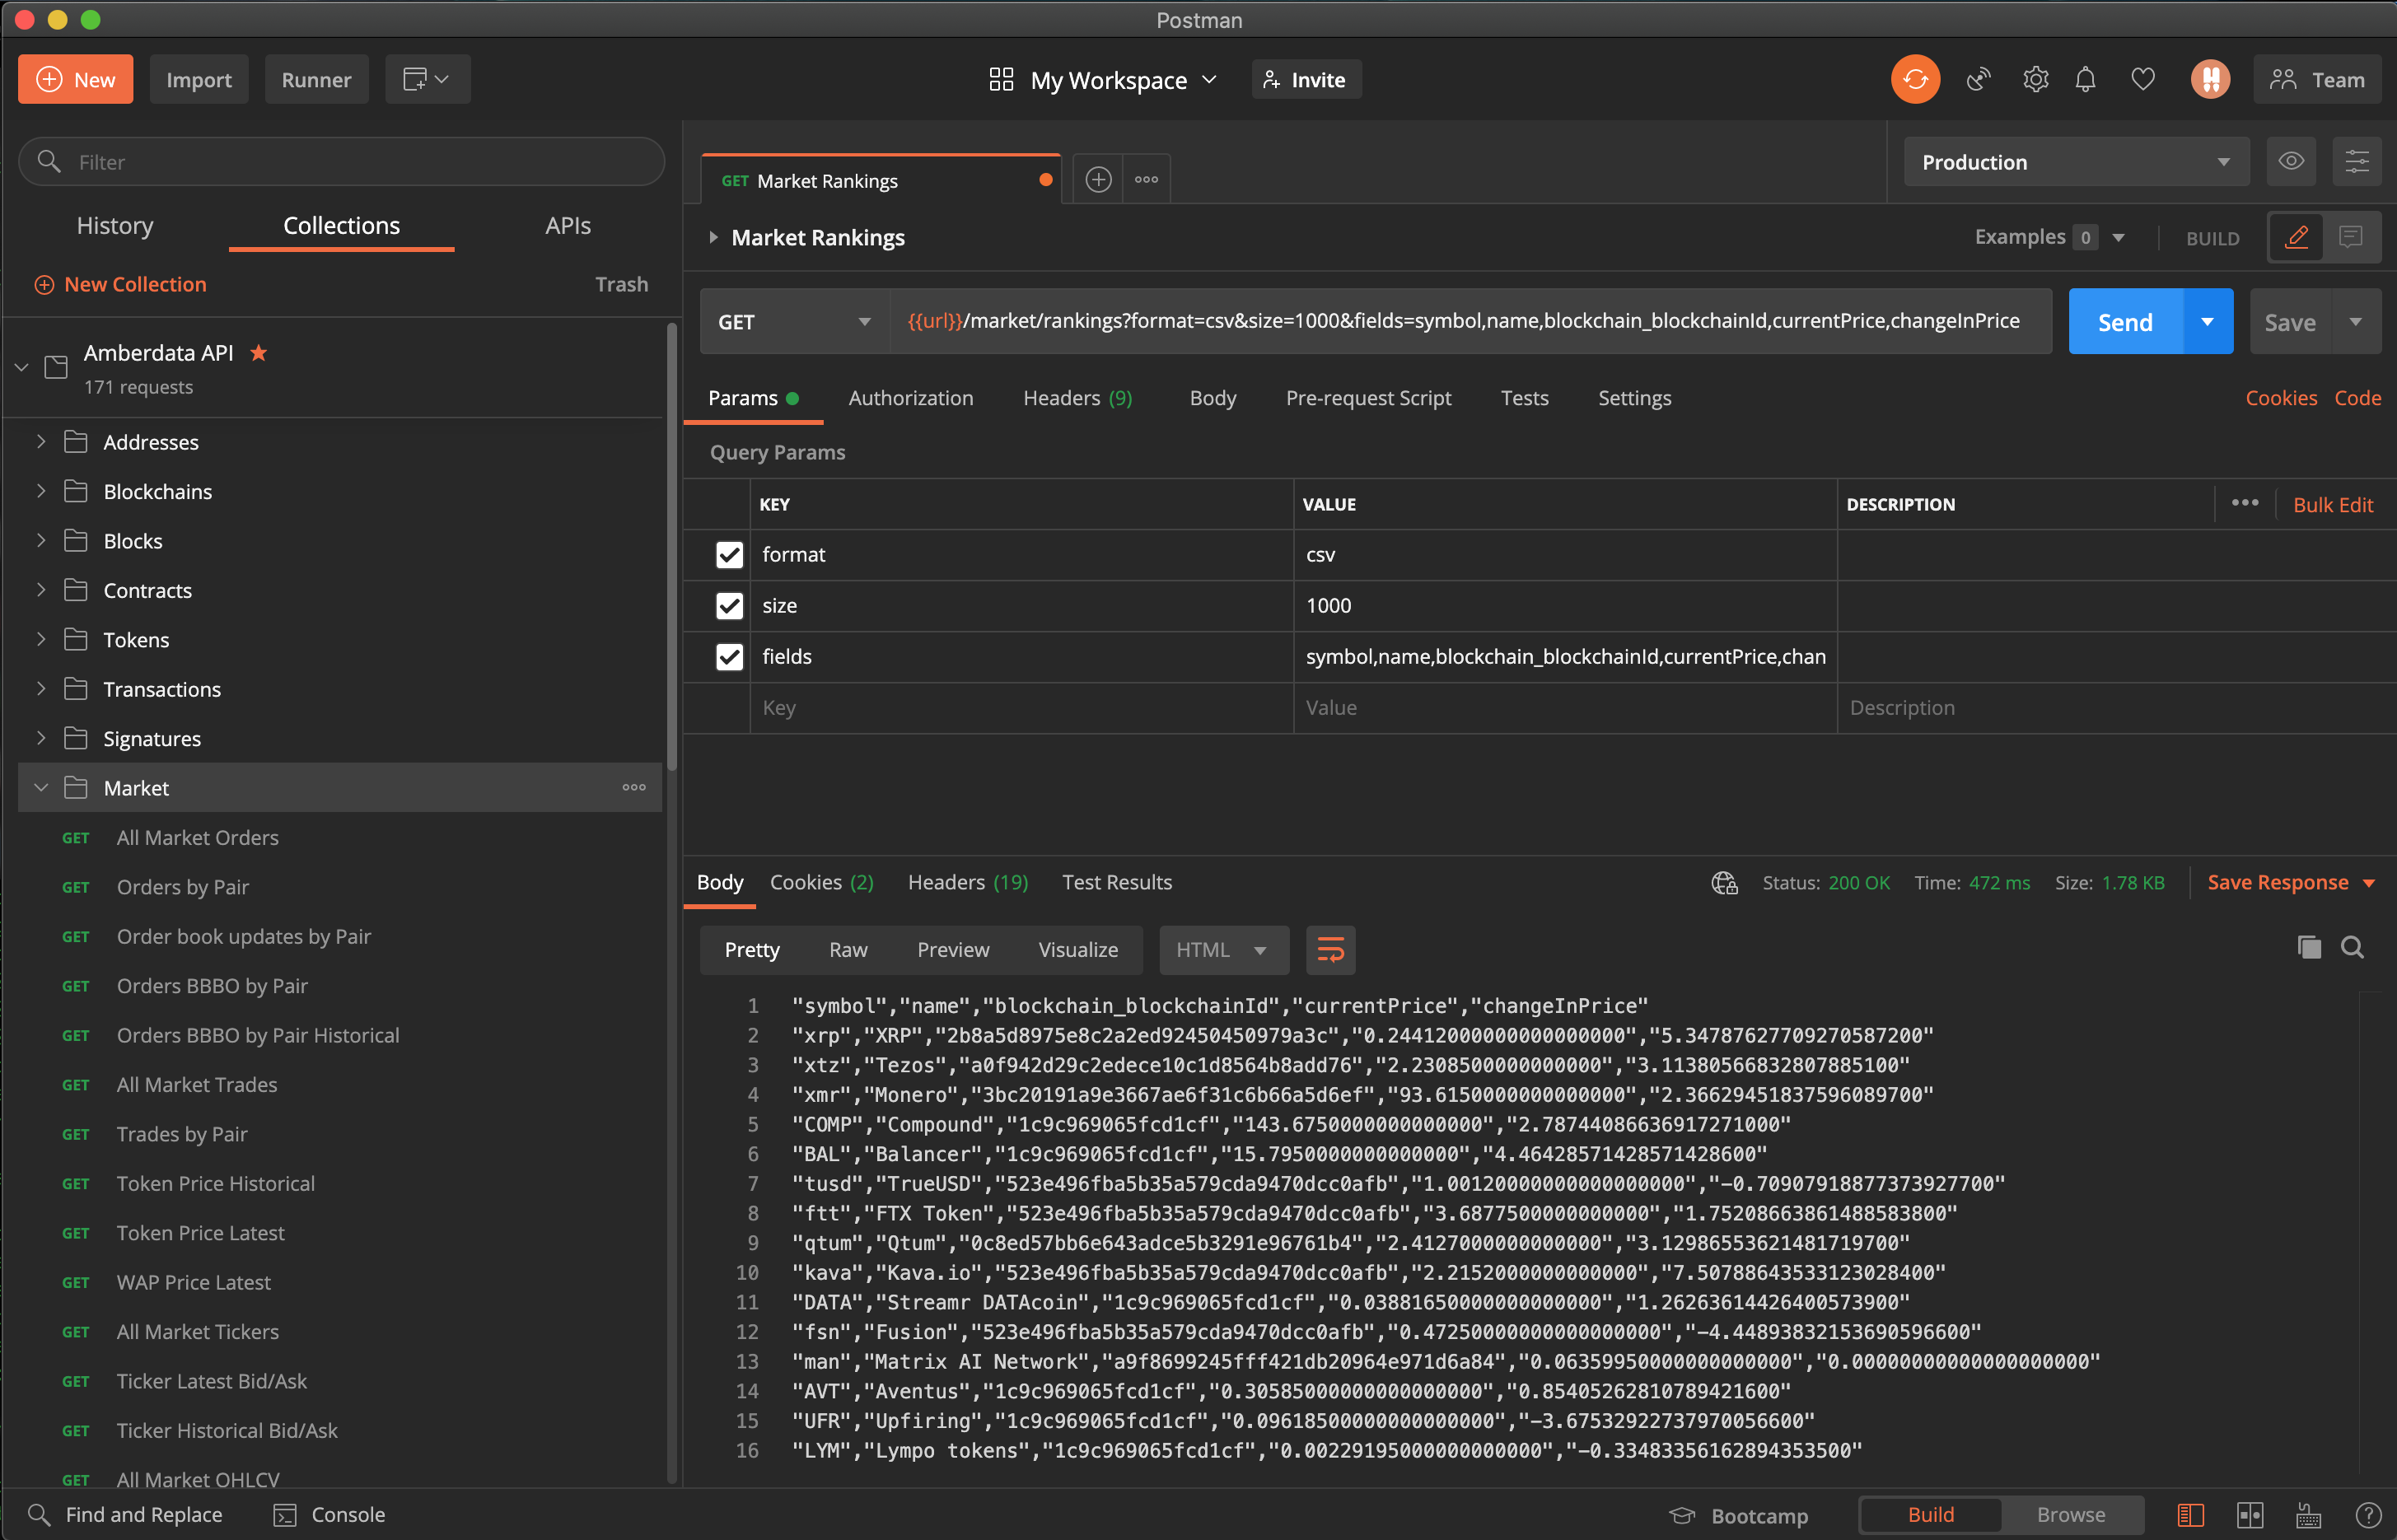 Postman
New
Import
Runner
My Workspace
Invite
Team
Filter
History
Collections
APIs
New Collection
Trash
Amberdata API
171 requests
Addresses
Blockchains
Blocks
Contracts
Tokens
Transactions
Signatures
Market
GET All Market Orders
GET Orders by Pair
GET Order book updates by Pair
GET Orders BBBO by Pair
GET Orders BBBO by Pair Historical
GET All Market Trades
GET Trades by Pair
GET Token Price Historical
GET Token Price Latest
GET WAP Price Latest
GET All Market Tickers
GET Ticker Latest Bid/Ask
GET Ticker Historical Bid/Ask
GET All Market OHLCV
GET Market Rankings
Production
Market Rankings
Examples 0
BUILD
GET
{{url}}/market/rankings?format=csv&size=1000&fields=symbol,name,blockchain_blockchainId,currentPrice,changeInPrice
Send
Save
Params
Authorization
Headers (9)
Body
Pre-request Script
Tests
Settings
Cookies
Code
Query Params
KEY VALUE DESCRIPTION
Bulk Edit
format csv
size 1000
fields symbol,name,blockchain_blockchainId,currentPrice,chan
Key Value Description
Body
Cookies (2)
Headers (19)
Test Results
Status: 200 OK
Time: 472 ms
Size: 1.78 KB
Save Response
Pretty
Raw
Preview
Visualize
HTML
1 "symbol","name","blockchain_blockchainId","currentPrice","changeInPrice"
2 "xrp","XRP","2b8a5d8975e8c2a2ed92450450979a3c","0.24412000000000000000","5.34787627709270587200"
3 "xtz","Tezos","a0f942d29c2edece10c1d8564b8add76","2.2308500000000000","3.11380566832807885100"
4 "xmr","Monero","3bc20191a9e3667ae6f31c6b66a5d6ef","93.6150000000000000","2.36629451837596089700"
5 "COMP","Compound","1c9c969065fcd1cf","143.6750000000000000","2.78744086636917271000"
6 "BAL","Balancer","1c9c969065fcd1cf","15.7950000000000000","4.46428571428571428600"
7 "tusd","TrueUSD","523e496fba5b35a579cda9470dcc0afb","1.00120000000000000000","-0.70907918877373927700"
8 "ftt","FTX Token","523e496fba5b35a579cda9470dcc0afb","3.6877500000000000","1.75208663861488583800"
9 "qtum","Qtum","0c8ed57bb6e643adce5b3291e96761b4","2.4127000000000000","3.12986553621481719700"
10 "kava","Kava.io","523e496fba5b35a579cda9470dcc0afb","2.2152000000000000","7.50788643533123028400"
11 "DATA","Streamr DATAcoin","1c9c969065fcd1cf","0.03881650000000000000","1.26263614426400573900"
12 "fsn","Fusion","523e496fba5b35a579cda9470dcc0afb","0.47250000000000000000","-4.44893832153690596600"
13 "man","Matrix AI Network","a9f8699245fff421db20964e971d6a84","0.06359950000000000000","0.00000000000000000000"
14 "AVT","Aventus","1c9c969065fcd1cf","0.30585000000000000000","0.85405262810789421600"
15 "UFR","Upfiring","1c9c969065fcd1cf","0.09618500000000000000","-3.67532922737970056600"
16 "LYM","Lympo tokens","1c9c969065fcd1cf","0.00229195000000000000","-0.33483356162894353500"
Find and Replace
Console
Bootcamp
Build
Browse